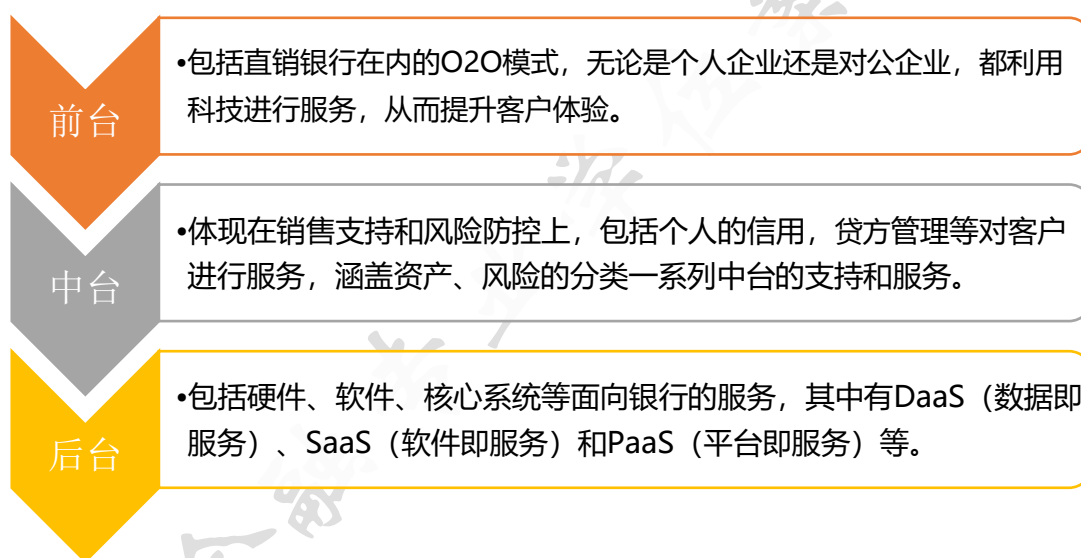 前台
•包括直销银行在内的O2O模式，无论是个人企业还是对公企业，都利用
科技进行服务，从而提升客户体验。
中台
•体现在销售支持和风险防控上，包括个人的信用，贷方管理等对客户
进行服务，涵盖资产、风险的分类一系列中台的支持和服务。
后台
•包括硬件、软件、核心系统等面向银行的服务，其中有DaaS（数据即
服务）、SaaS（软件即服务）和PaaS（平台即服务）等。